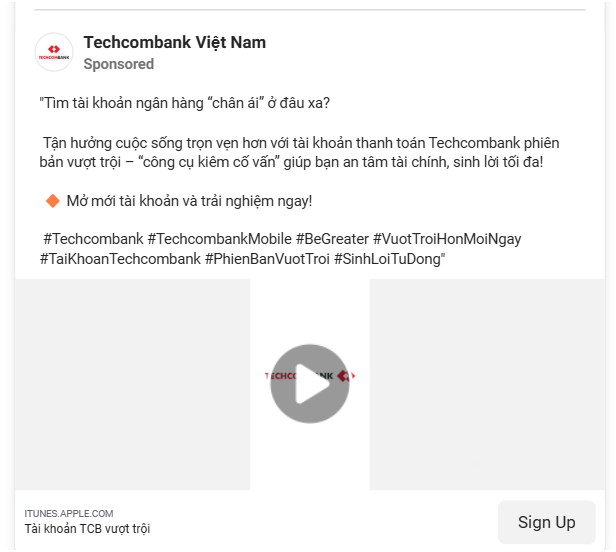 TECHCOMBANK
Techcombank Việt Nam
Sponsored
"Tìm tài khoản ngân hàng “chân ái” ở đâu xa?
Tận hưởng cuộc sống trọn vẹn hơn với tài khoản thanh toán Techcombank phiên
bản vượt trội – “công cụ kiêm cố vấn” giúp bạn an tâm tài chính, sinh lời tối đa!
🔸 Mở mới tài khoản và trải nghiệm ngay!
#Techcombank #TechcombankMobile #BeGreater #VuotTroiHonMoiNgay
#TaiKhoanTechcombank #PhienBanVuotTroi #SinhLoiTuDong"
ITUNES.APPLE.COM
Tài khoản TCB vượt trội
Sign Up